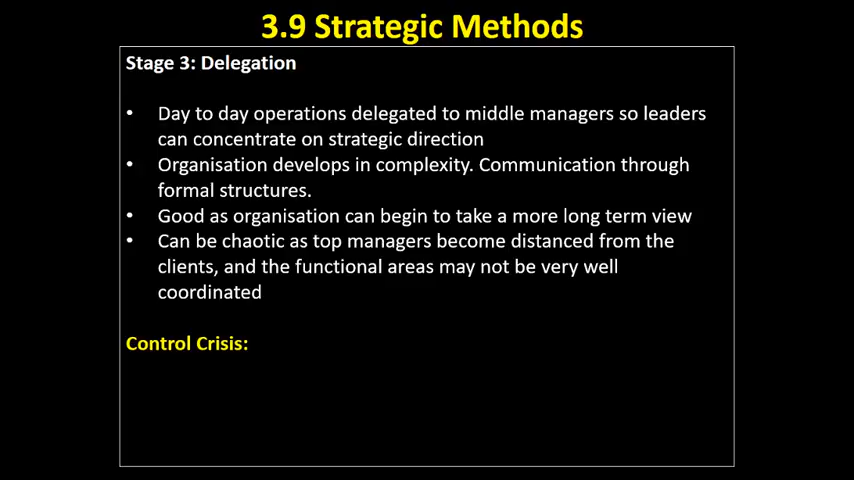 3.9 Strategic Methods
Stage 3: Delegation
• Day to day operations delegated to middle managers so leaders
can concentrate on strategic direction
• Organisation develops in complexity. Communication through
formal structures.
• Good as organisation can begin to take a more long term view
• Can be chaotic as top managers become distanced from the
clients, and the functional areas may not be very well
coordinated
Control Crisis: